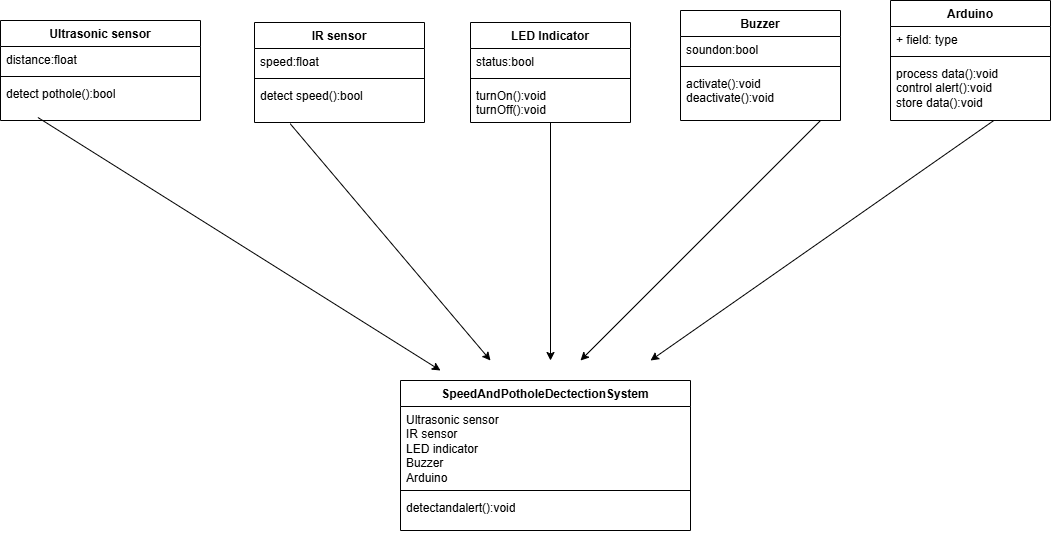 Ultrasonic sensor
distance:float
detect pothole():bool
IR sensor
speed:float
detect speed():bool
LED Indicator
status:bool
turnOn():void
turnOff():void
Buzzer
soundon:bool
activate():void
deactivate():void
Arduino
+ field: type
process data():void
control alert():void
store data():void
SpeedAndPotholeDectectionSystem
Ultrasonic sensor
IR sensor
LED indicator
Buzzer
Arduino
detectandalert():void